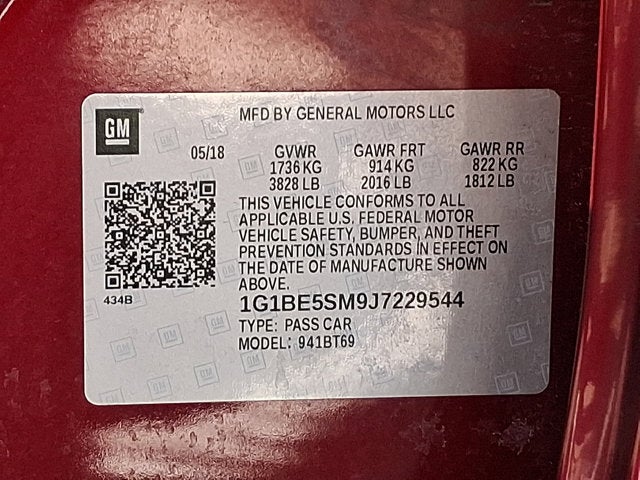 GM
MFD BY GENERAL MOTORS LLC
05/18 GVWR GAWR FRT GAWR RR
1736 KG 914 KG 822 KG
3828 LB 2016 LB 1812 LB
THIS VEHICLE CONFORMS TO ALL
APPLICABLE U.S. FEDERAL MOTOR
VEHICLE SAFETY, BUMPER, AND THEFT
PREVENTION STANDARDS IN EFFECT ON
THE DATE OF MANUFACTURE SHOWN
ABOVE.
434B
1G1BE5SM9J7229544
TYPE: PASS CAR
MODEL: 941BT69